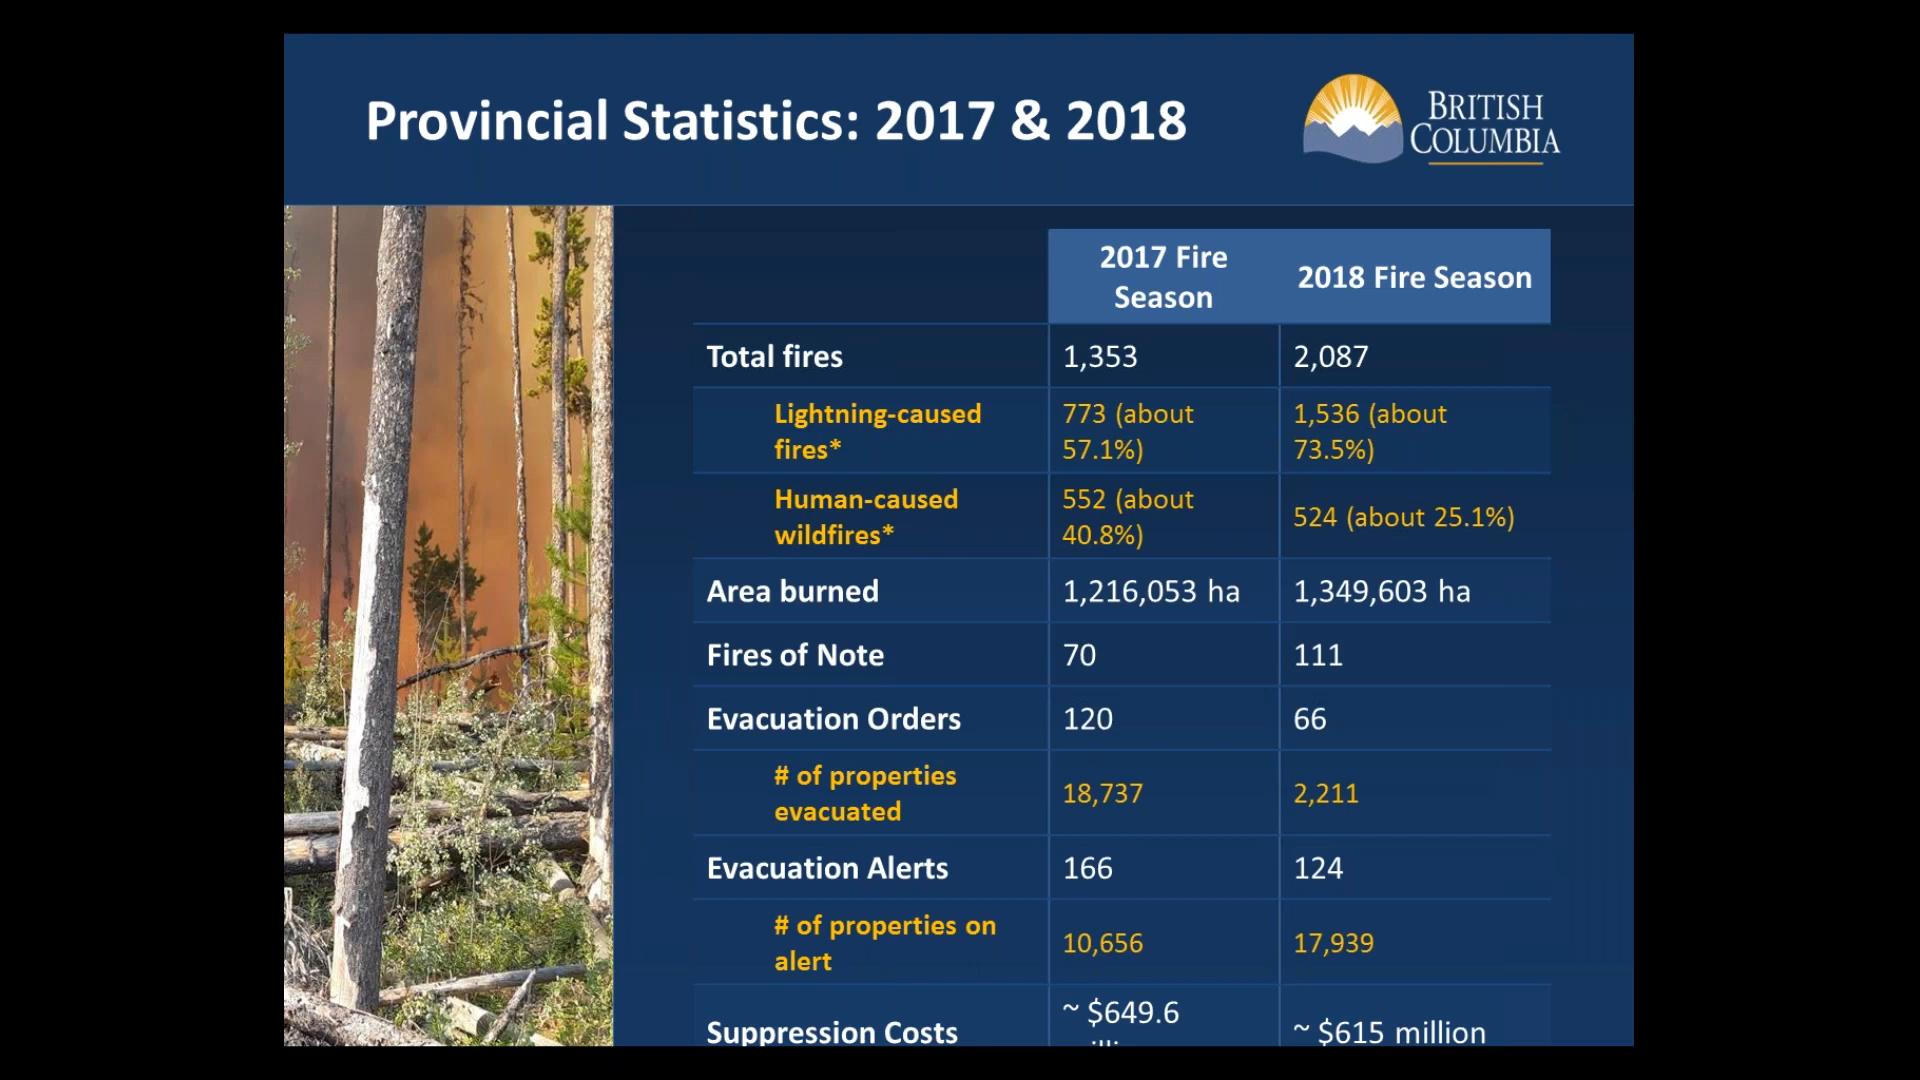 Provincial Statistics: 2017 & 2018
BRITISH
COLUMBIA
2017 Fire
Season
2018 Fire Season
Total fires
1,353
2,087
Lightning-caused
fires*
773 (about
57.1%)
1,536 (about
73.5%)
Human-caused
wildfires*
552 (about
40.8%)
524 (about 25.1%)
Area burned
1,216,053 ha
1,349,603 ha
Fires of Note
70
111
Evacuation Orders
120
66
# of properties
evacuated
18,737
2,211
Evacuation Alerts
166
124
# of properties on
alert
10,656
17,939
Suppression Costs
~ $649.6
~ $615 million